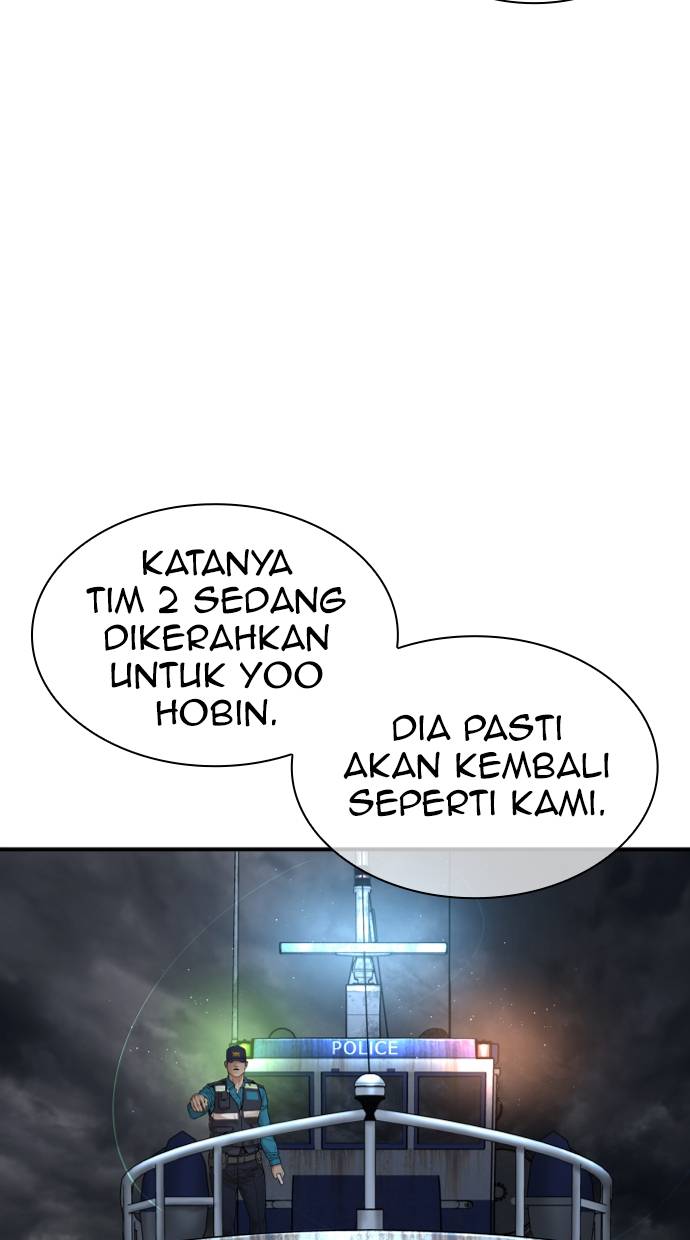 KATANYA
TIM 2 SEDANG
DIKERAHKAN
UNTUK YOO
HOBIN.
DIA PASTI
AKAN KEMBALI
SEPERTI KAMI.
POLICE